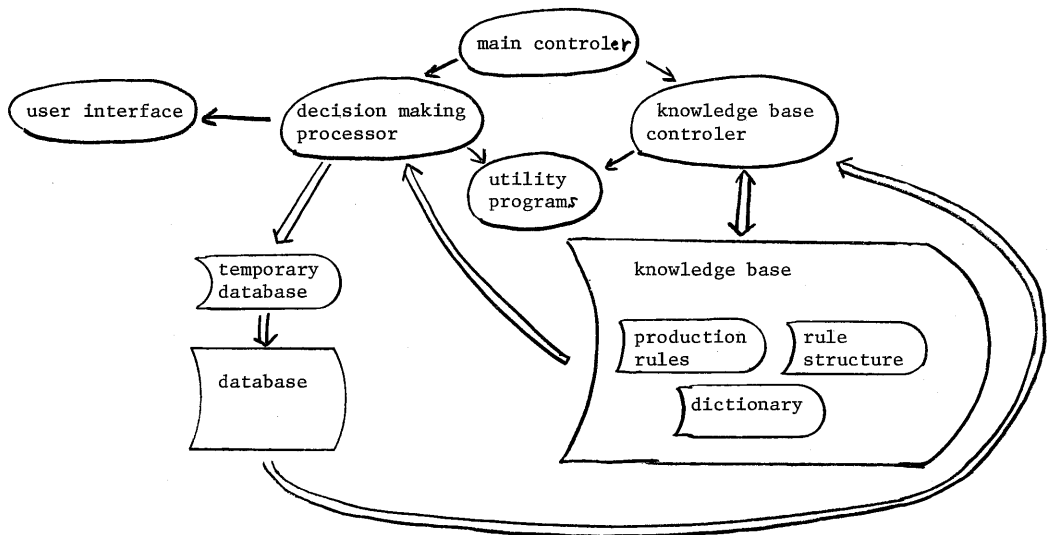 main controler
user interface
decision making
processor
knowledge base
controler
utility
programs
temporary
database
knowledge base
production
rules
rule
structure
database
dictionary